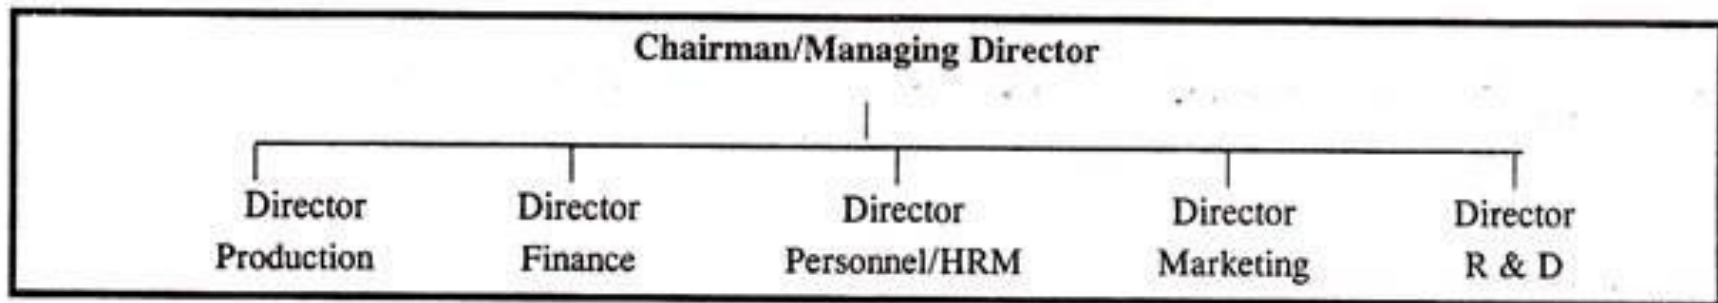 Chairman/Managing Director
Director Director Director Director Director
Production Finance Personnel/HRM Marketing R & D